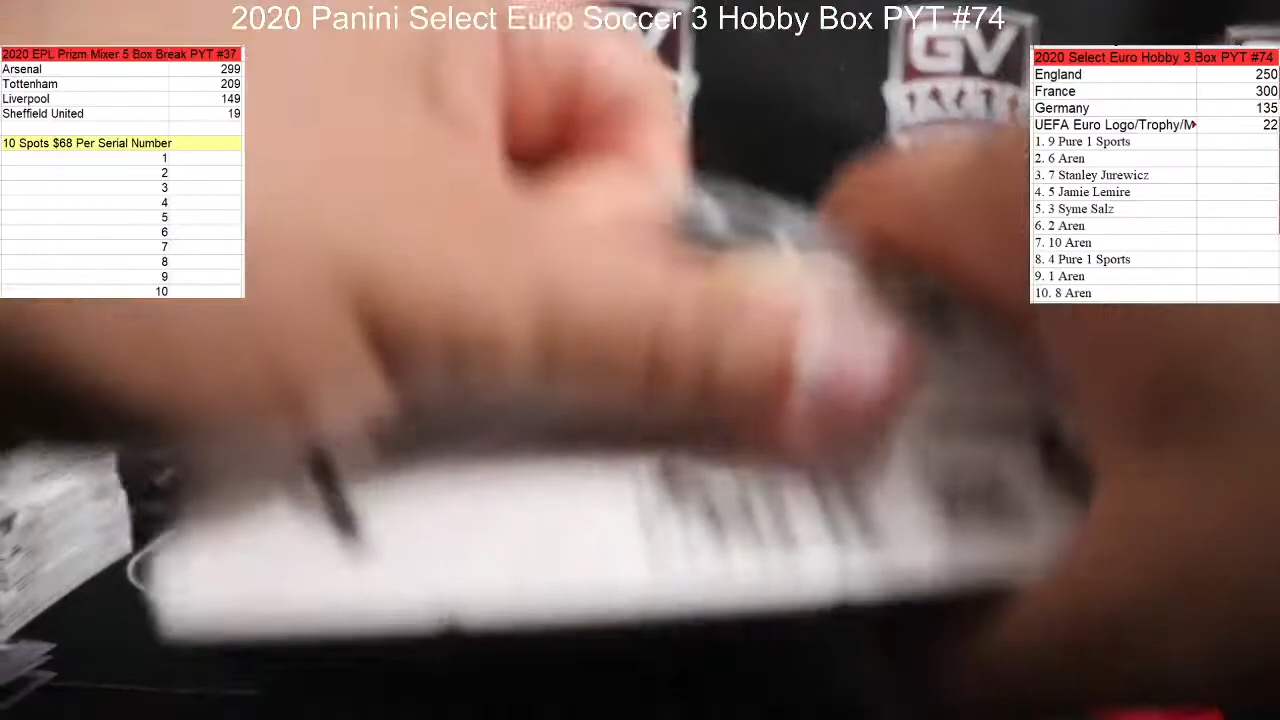 2020 Panini Select Euro Soccer 3 Hobby Box PYT #74
2020 EPL Prizm Mixer 5 Box Break PYT #37
Arsenal 299
Tottenham 209
Liverpool 149
Sheffield United 19
10 Spots $68 Per Serial Number
1
2
3
4
5
6
7
8
9
10
GV
2020 Select Euro Hobby 3 Box PYT #74
England 250
France 300
Germany 135
UEFA Euro Logo/Trophy/M 22
1. 9 Pure 1 Sports
2. 6 Aren
3. 7 Stanley Jurewicz
4. 5 Jamie Lemire
5. 3 Syme Salz
6. 2 Aren
7. 10 Aren
8. 4 Pure 1 Sports
9. 1 Aren
10. 8 Aren